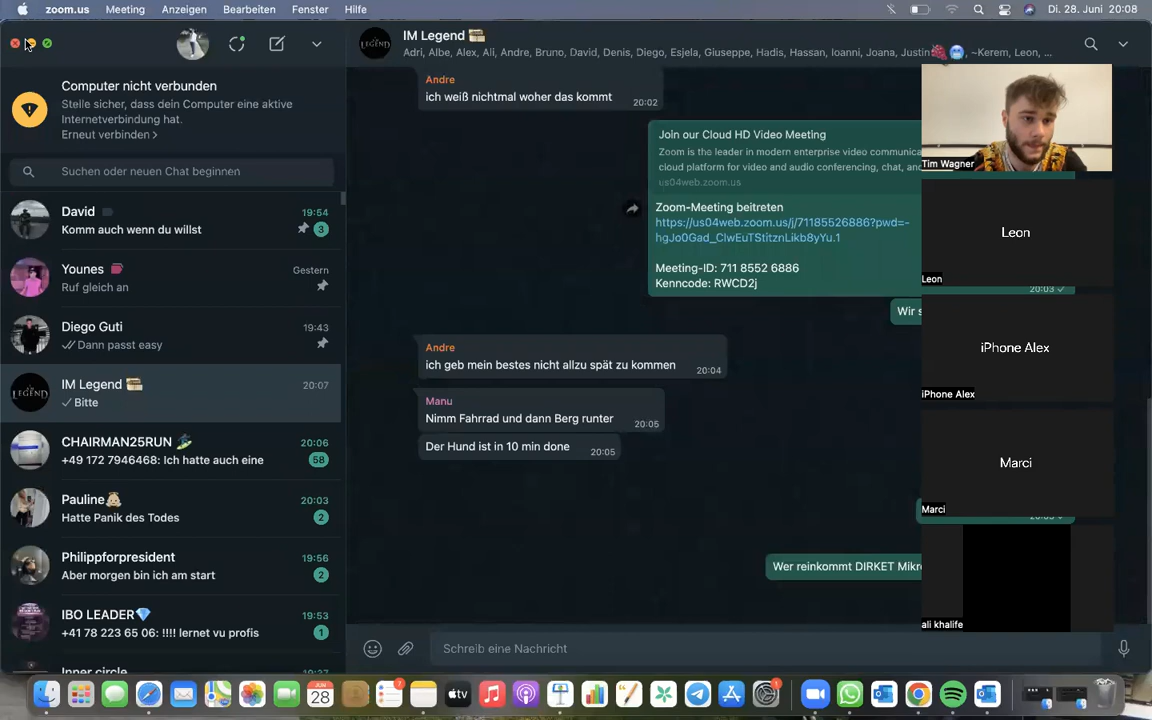 zoom.us Meeting Anzeigen Bearbeiten Fenster Hilfe
Di. 28. Juni 20:08
Computer nicht verbunden
Stelle sicher, dass dein Computer eine aktive
Internetverbindung hat.
Erneut verbinden >
Suchen oder neuen Chat beginnen
David 19:54
Komm auch wenn du willst 3
Younes Gestern
Ruf gleich an
Diego Guti 19:43
Dann passt easy
IM Legend 20:07
Bitte
CHAIRMAN25RUN 20:06
+49 172 7946468: Ich hatte auch eine 58
Pauline 20:03
Hatte Panik des Todes 2
Philippforpresident 19:56
Aber morgen bin ich am start 2
IBO LEADER 19:53
+41 78 223 65 06: !!!! lernet vu profis 1
Inner circle
LEGEND
IM Legend
Adri, Albe, Alex, Ali, Andre, Bruno, David, Denis, Diego, Esjela, Giuseppe, Hadis, Hassan, Ioanni, Joana, Justin, ~Kerem, Leon, ...
Andre
ich weiß nichtmal woher das kommt 20:02
Join our Cloud HD Video Meeting
Zoom is the leader in modern enterprise video communica
cloud platform for video and audio conferencing, chat, and
us04web.zoom.us
Zoom-Meeting beitreten
https://us04web.zoom.us/j/71185526886?pwd=-
hgJo0Gad_ClwEuTStitznLikb8yYu.1
Meeting-ID: 711 8552 6886
Kenncode: RWCD2j
20:03
Wir s
Andre
ich geb mein bestes nicht allzu spät zu kommen 20:04
Manu
Nimm Fahrrad und dann Berg runter 20:05
Der Hund ist in 10 min done 20:05
Wer reinkommt DIRKET Mikr
Schreib eine Nachricht
Tim Wagner
Leon
Leon
iPhone Alex
iPhone Alex
Marci
Marci
ali khalife
JUN
28
7
tv
1